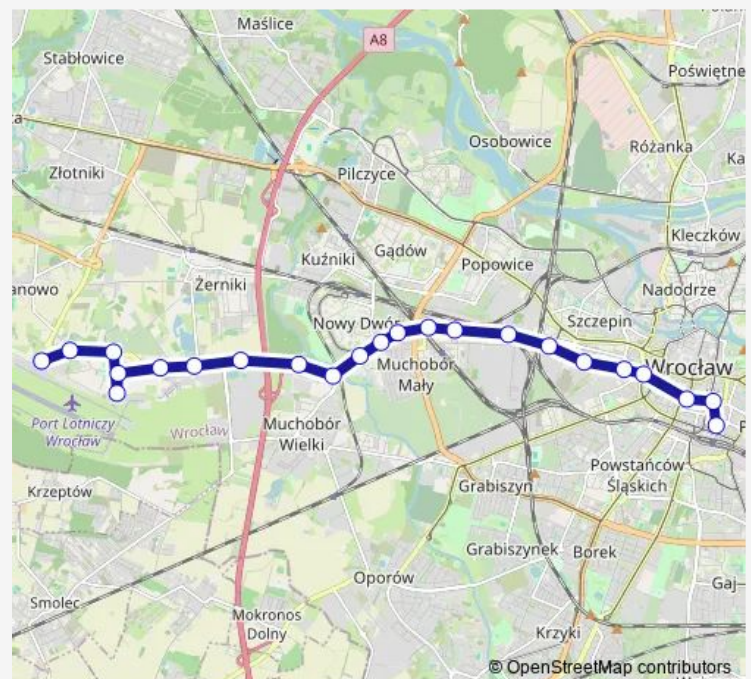 Maślice
A8
Stabłowice
Poświętne
Osobowice
Różanka
Złotniki
Pilczyce
Kleczków
Gądów
Kuźniki
Popowice
Żerniki
anowo
Nadodrze
Nowy Dwór
Szczepin
Wrocław
Muchobór
Mały
Port Lotniczy
Wrocław
Wrocław
Muchobór
Wielki
Powstańców
Śląskich
Krzeptów
Grabiszyn
Grabiszynek
Borek
Oporów
Gaj
Smolec
Mokronos
Dolny
Krzyki
© OpenStreetMap contributors